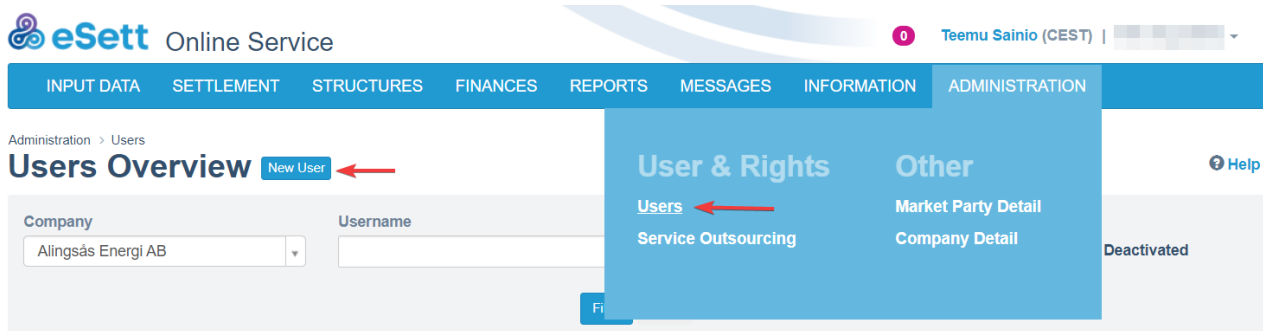 eSett Online Service
0
Teemu Sainio (CEST) |
INPUT DATA SETTLEMENT STRUCTURES FINANCES REPORTS MESSAGES INFORMATION ADMINISTRATION
Administration > Users
Users Overview New User
Help
User & Rights
Users
Service Outsourcing
Other
Market Party Detail
Company Detail
Company
Alingsås Energi AB
Username
Deactivated